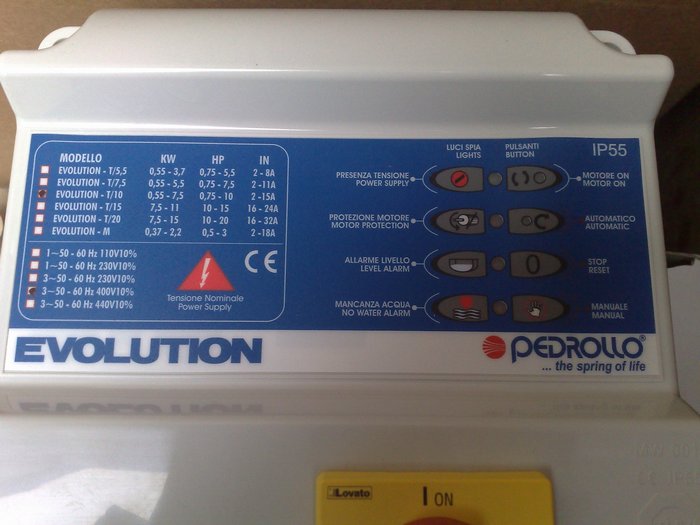 MODELLO KW HP IN
EVOLUTION - T/5,5 0,55 - 3,7 0,75 - 5,5 2 - 8A
EVOLUTION - T/7,5 0,55 - 5,5 0,75 - 7,5 2 - 11A
EVOLUTION - T/10 0,55 - 7,5 0,75 - 10 2 - 15A
EVOLUTION - T/15 7,5 - 11 10 - 15 16 - 24A
EVOLUTION - T/20 7,5 - 15 10 - 20 16 - 32A
EVOLUTION - M 0,37 - 2,2 0,5 - 3 2 - 18A
1~50 - 60 Hz 110V10%
1~50 - 60 Hz 230V10%
3~50 - 60 Hz 230V10%
3~50 - 60 Hz 400V10%
3~50 - 60 Hz 440V10%
CE
Tensione Nominale
Power Supply
LUCI SPIA
LIGHTS
PULSANTI
BUTTON
IP55
PRESENZA TENSIONE
POWER SUPPLY
MOTORE ON
MOTOR ON
PROTEZIONE MOTORE
MOTOR PROTECTION
AUTOMATICO
AUTOMATIC
ALLARME LIVELLO
LEVEL ALARM
0
STOP
RESET
MANCANZA ACQUA
NO WATER ALARM
MANUALE
MANUAL
EVOLUTION
PEDROLLO®
... the spring of life
Lovato
I ON